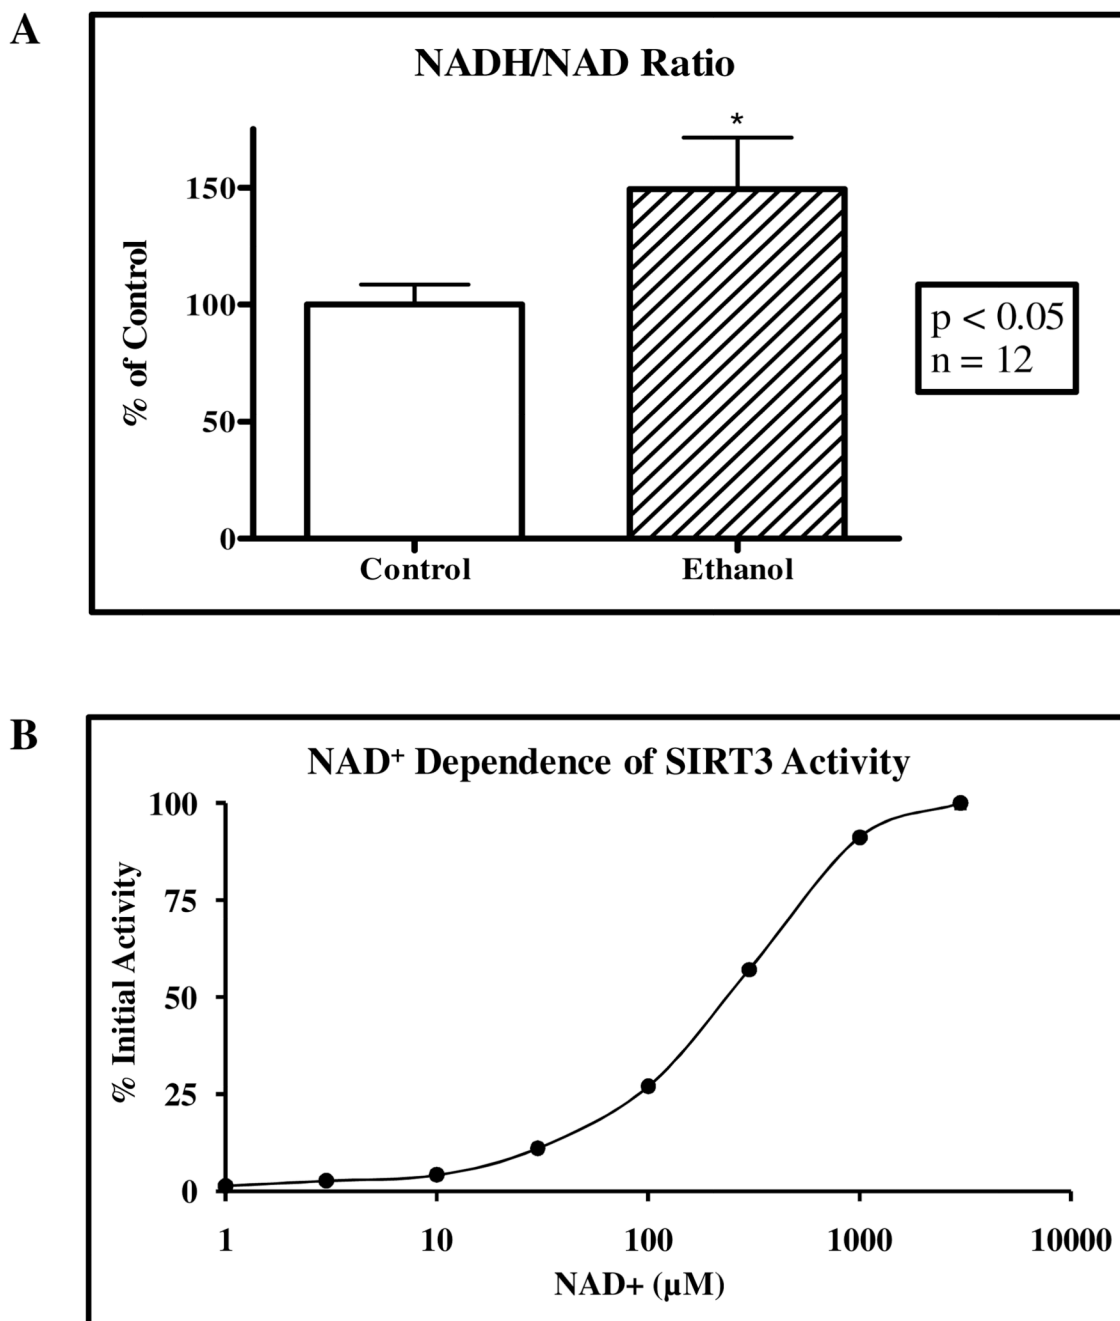 A
NADH/NAD Ratio
*
150
100
50
0
% of Control
Control
Ethanol
p < 0.05
n = 12
B
NAD⁺ Dependence of SIRT3 Activity
100
75
50
25
0
% Initial Activity
1
10
100
1000
10000
NAD+ (µM)